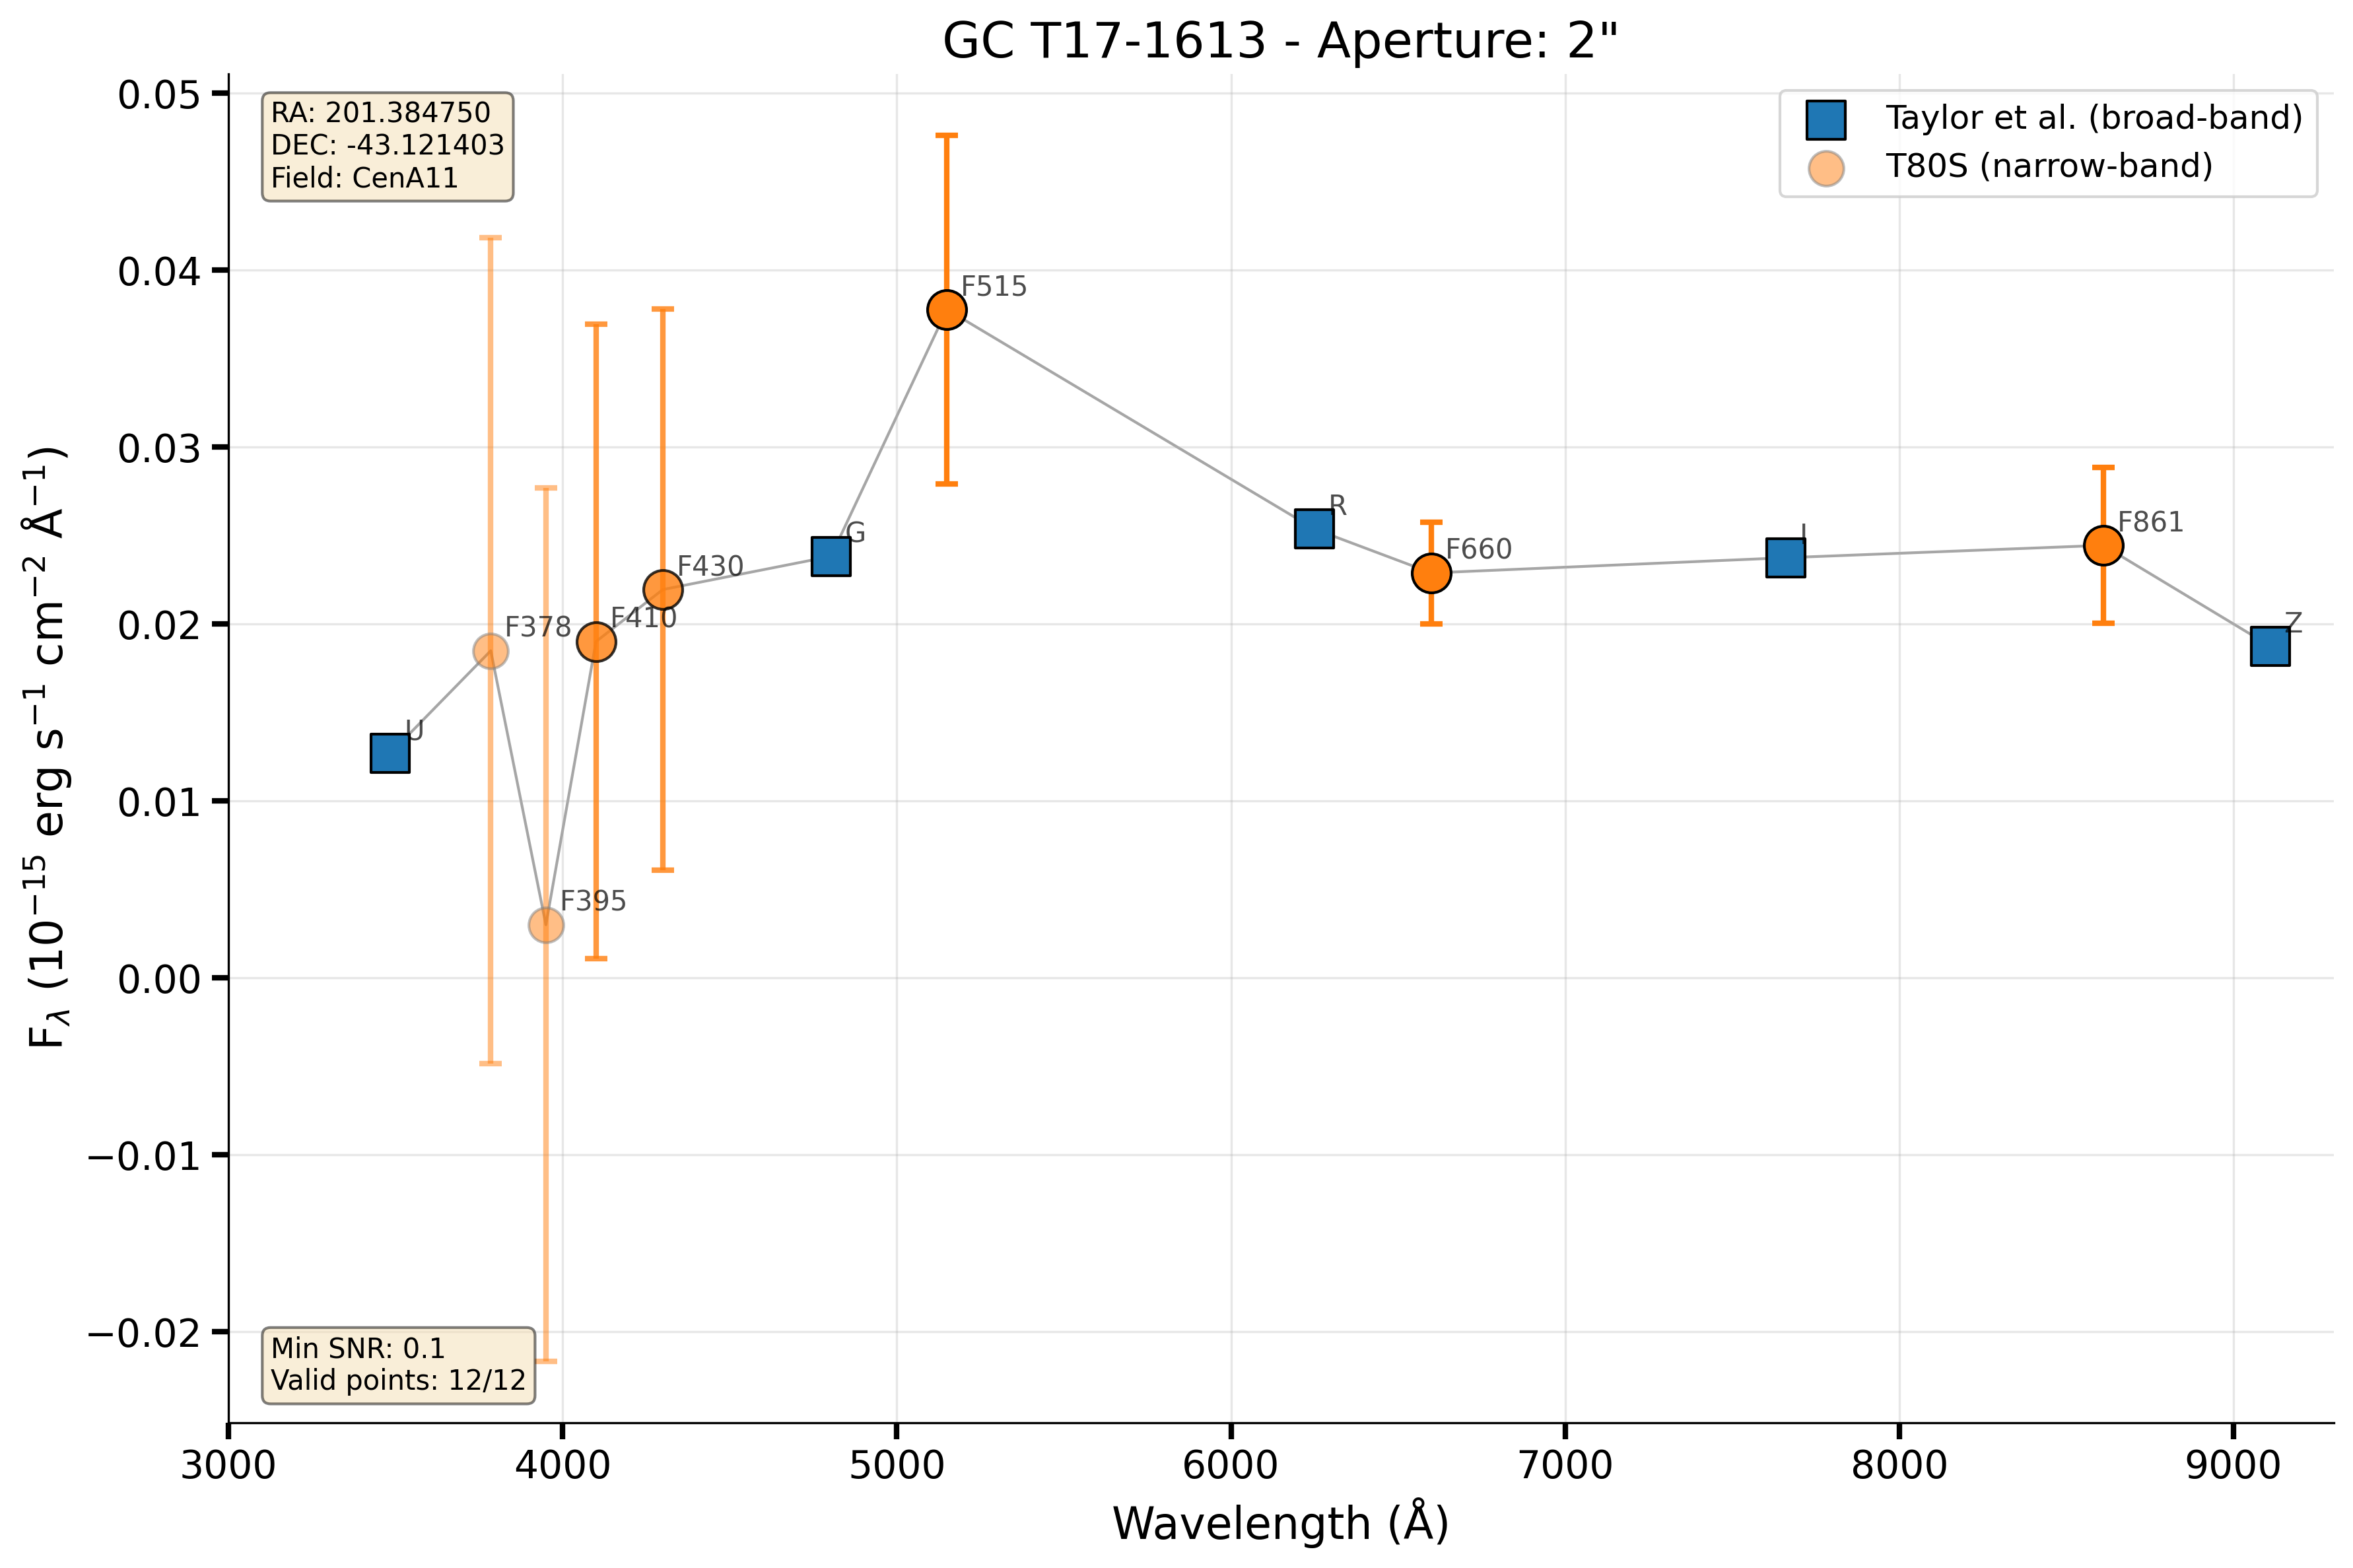 GC T17-1613 - Aperture: 2"
RA: 201.384750
DEC: -43.121403
Field: CenA11
Taylor et al. (broad-band)
T80S (narrow-band)
F_λ (10⁻¹⁵ erg s⁻¹ cm⁻² Å⁻¹)
0.05
0.04
0.03
0.02
0.01
0.00
−0.01
−0.02
U
F378
F395
F410
F430
G
F515
R
F660
I
F861
Z
Min SNR: 0.1
Valid points: 12/12
3000
4000
5000
6000
7000
8000
9000
Wavelength (Å)